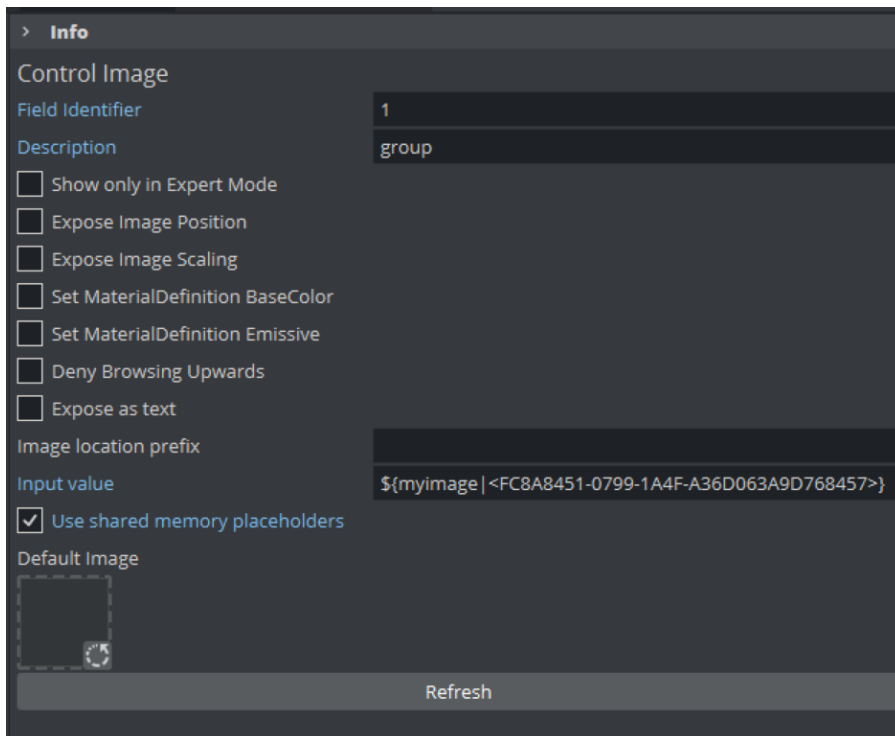 Info
Control Image
Field Identifier 1
Description group
Show only in Expert Mode
Expose Image Position
Expose Image Scaling
Set MaterialDefinition BaseColor
Set MaterialDefinition Emissive
Deny Browsing Upwards
Expose as text
Image location prefix
Input value ${myimage|<FC8A8451-0799-1A4F-A36D063A9D768457>}
Use shared memory placeholders
Default Image
Refresh